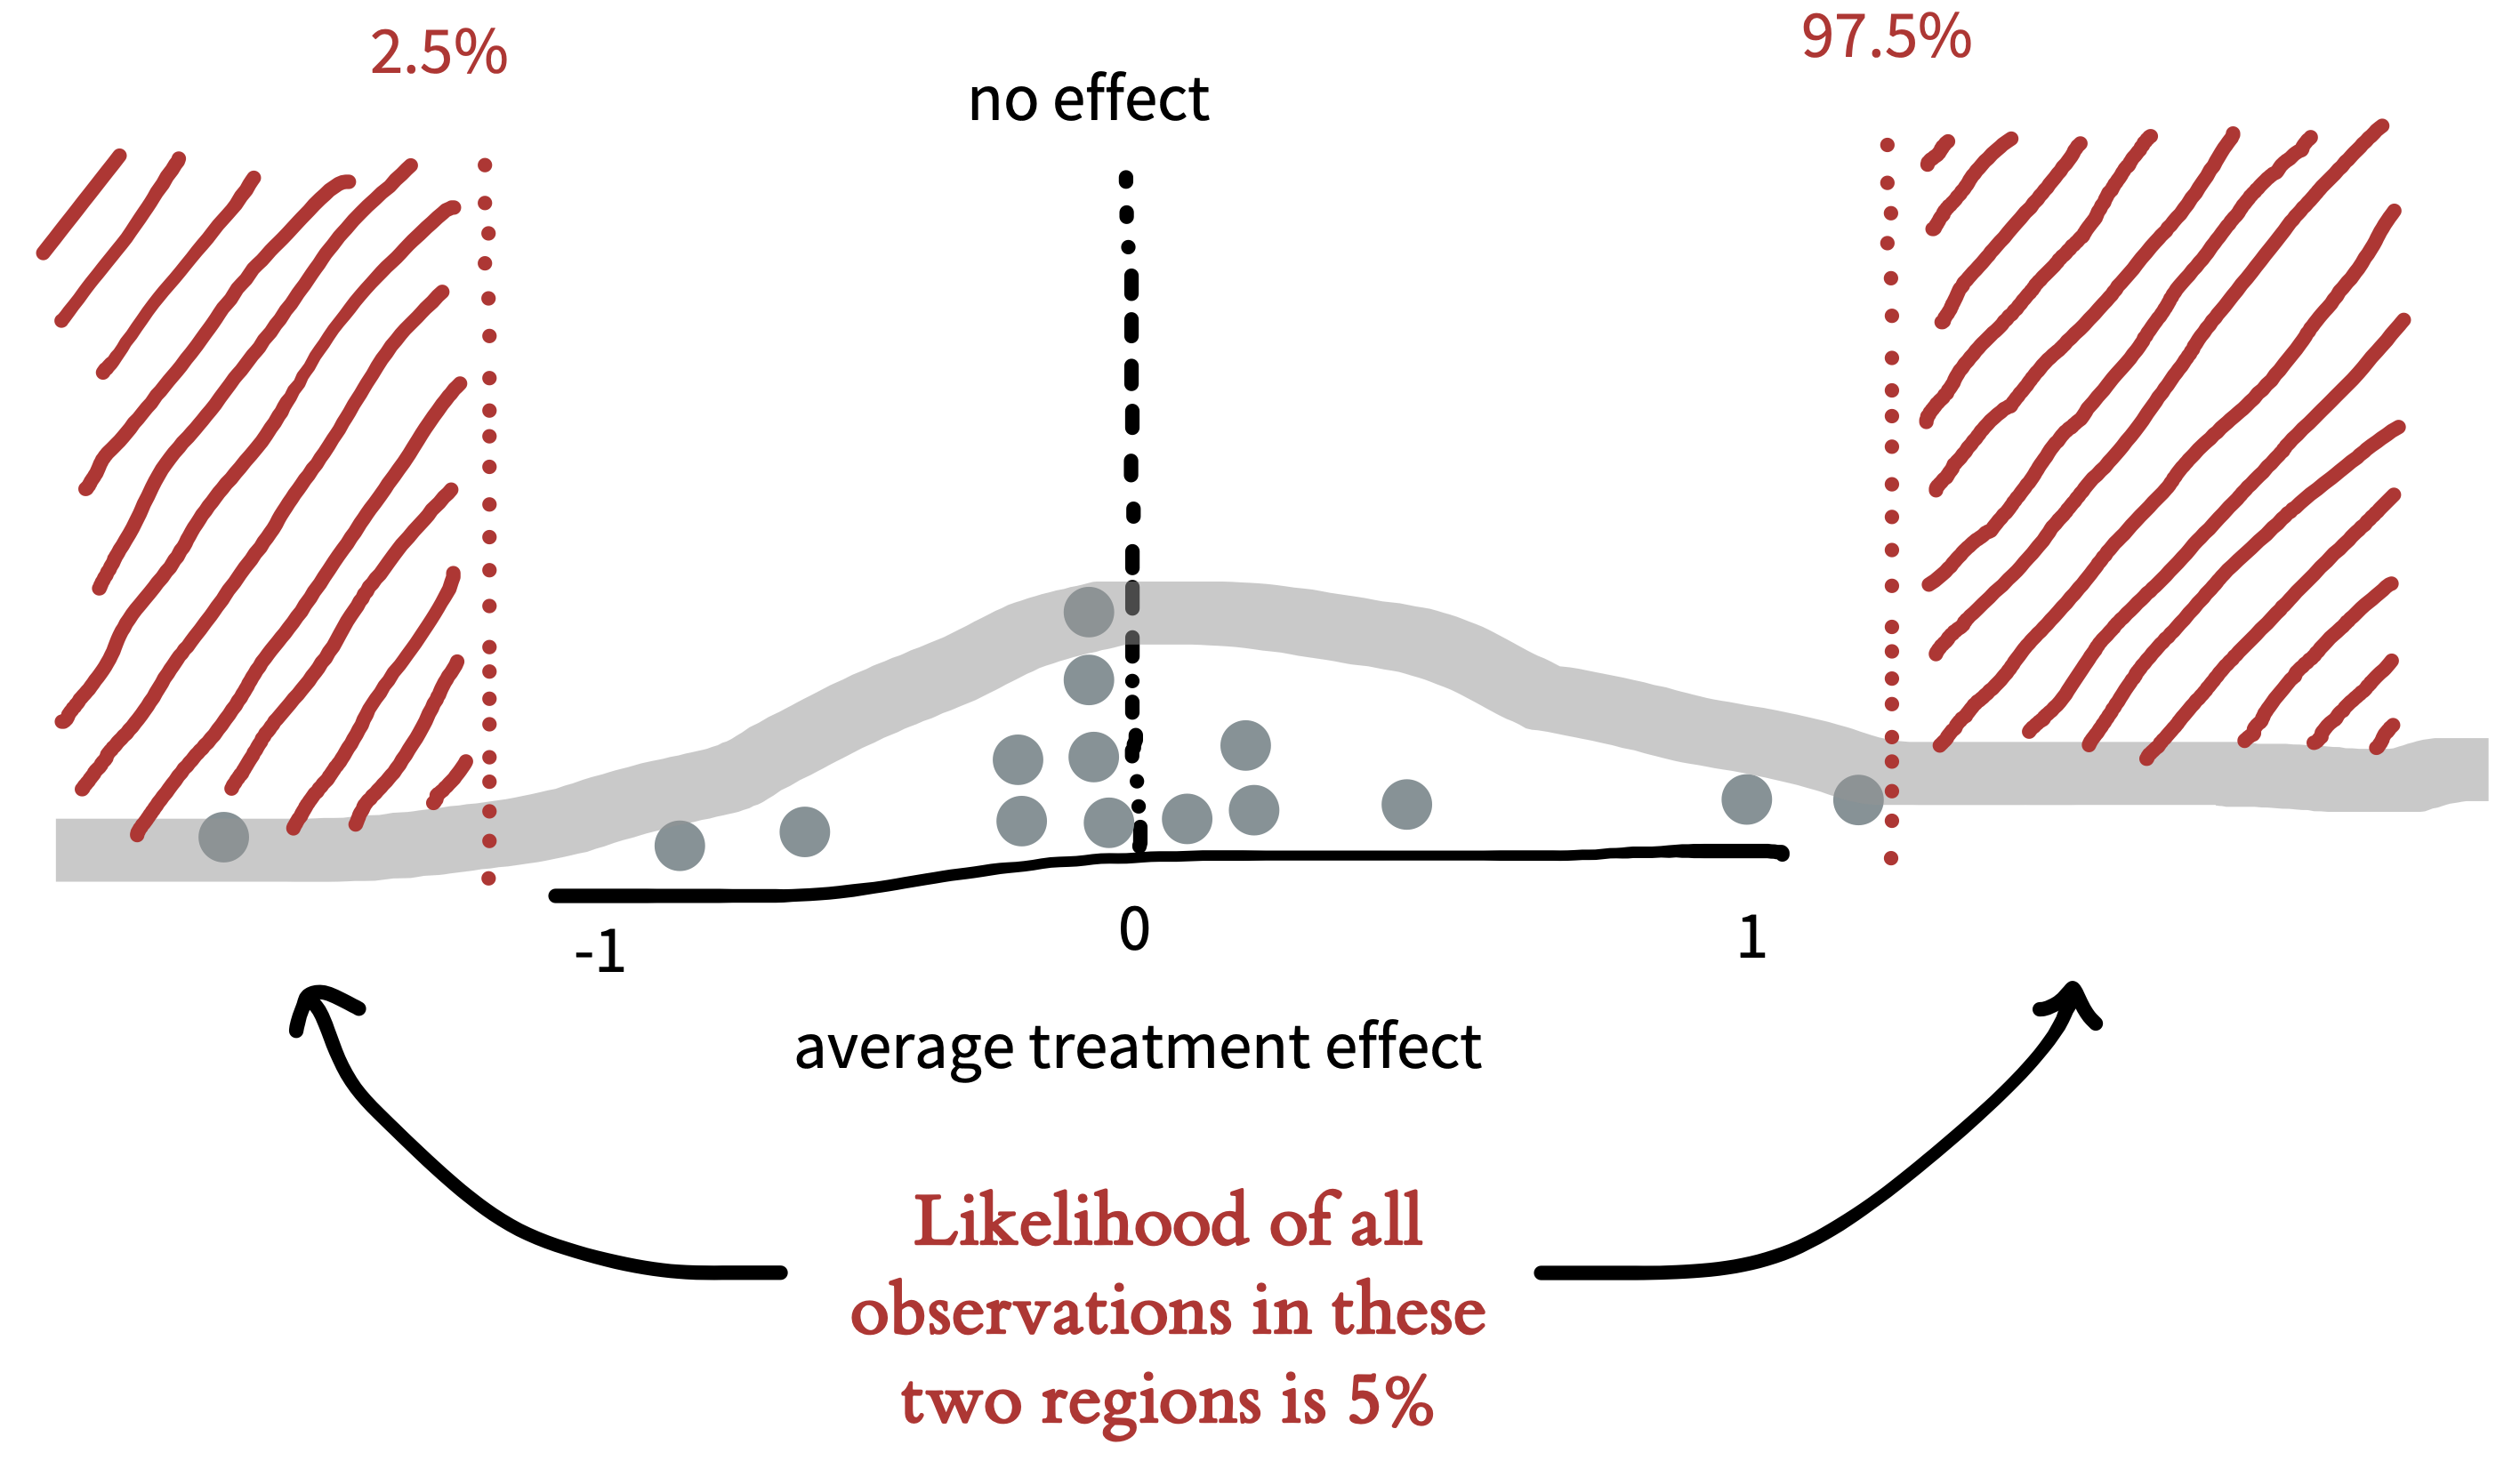 2.5%
97.5%
no effect
-1
0
1
average treatment effect
Likelihood of all
observations in these
two regions is 5%